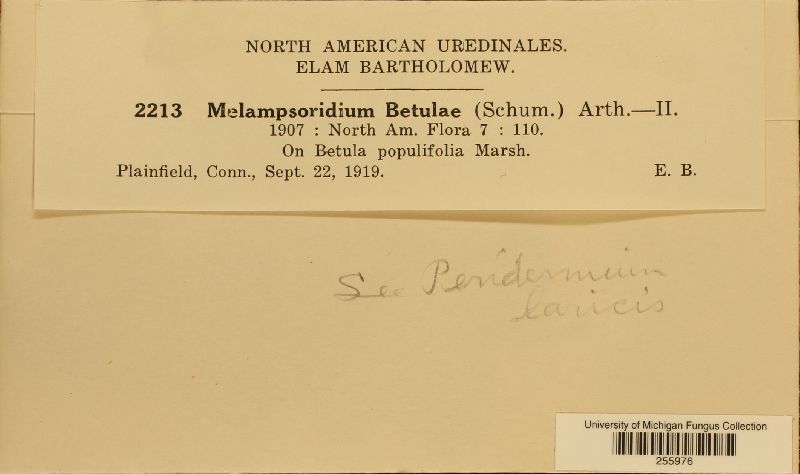 NORTH AMERICAN UREDINALES.
ELAM BARTHOLOMEW.
2213 Melampsoridium Betulae (Schum.) Arth.—II.
1907 : North Am. Flora 7 : 110.
On Betula populifolia Marsh.
Plainfield, Conn., Sept. 22, 1919. E. B.
See Peridermium
laricis
University of Michigan Fungus Collection
255976